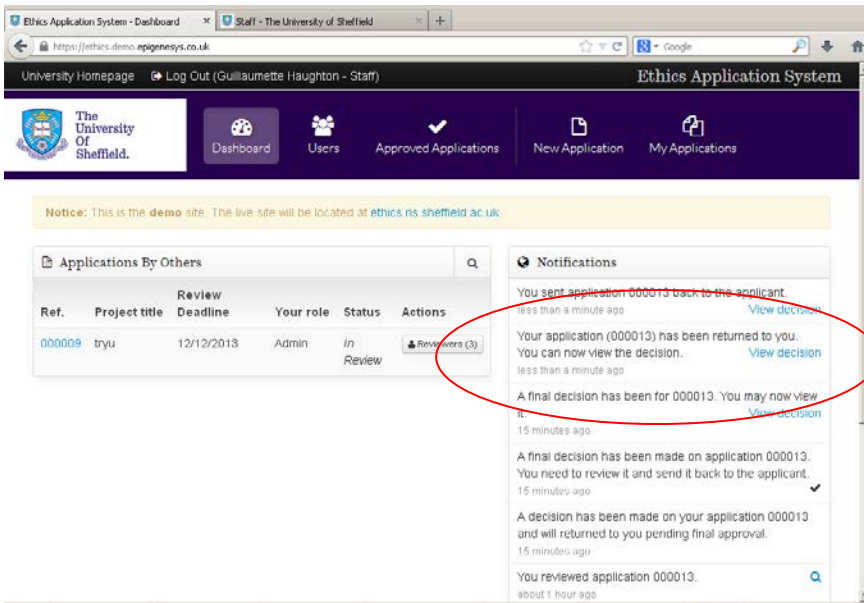 Ethics Application System - Dashboard × Staff - The University of Sheffield × +
https://ethics.demo.epigenesys.co.uk Google
University Homepage Log Out (Guillaumette Haughton - Staff) Ethics Application System
The
University
Of
Sheffield.
Dashboard Users Approved Applications New Application My Applications
Notice: This is the demo site. The live site will be located at ethics.ris.sheffield.ac.uk
Applications By Others
Ref. Project title Review Deadline Your role Status Actions
000009 tryu 12/12/2013 Admin In Review Reviewers (3)
Notifications
You sent application 000013 back to the applicant.
less than a minute ago View decision
Your application (000013) has been returned to you.
You can now view the decision. View decision
less than a minute ago
A final decision has been for 000013. You may now view
it. View decision
15 minutes ago
A final decision has been made on application 000013.
You need to review it and send it back to the applicant.
15 minutes ago
A decision has been made on your application 000013
and will returned to you pending final approval.
15 minutes ago
You reviewed application 000013.
about 1 hour ago